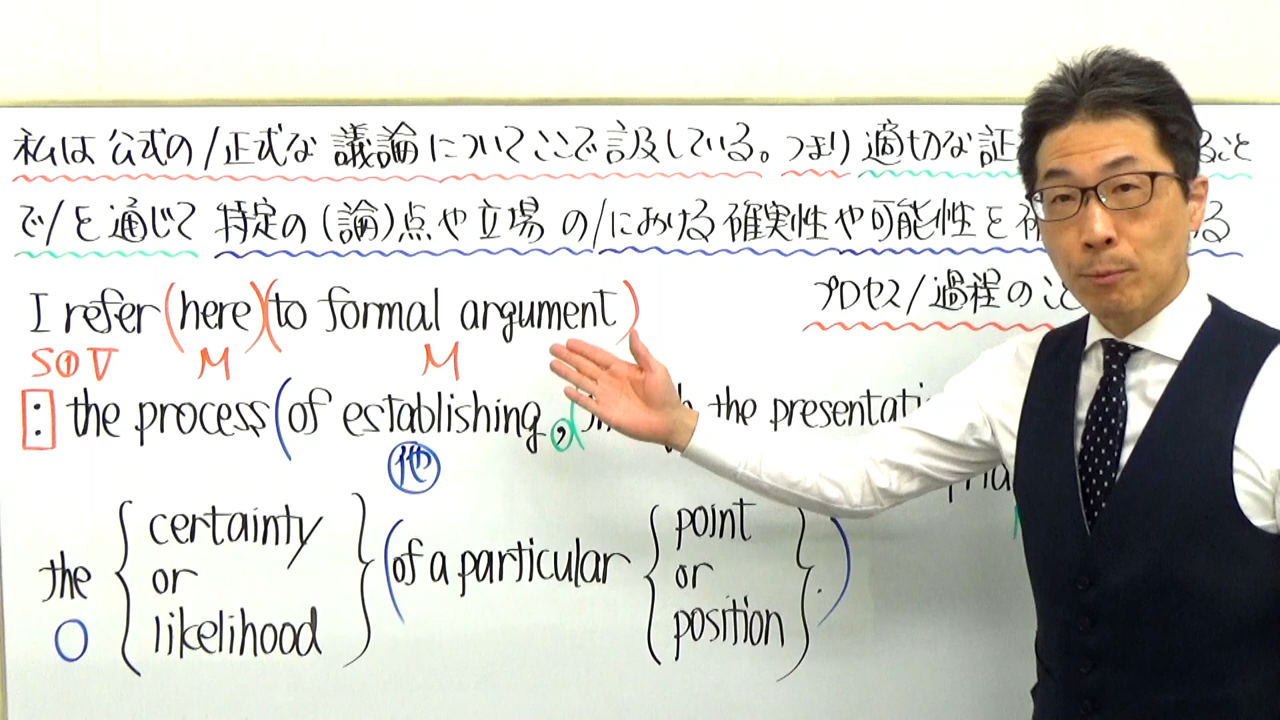 私は公式の/正式な議論についてここで言及している。つまり適切な証 ること
で/を通じて特定の(論)点や立場の/における確実性や可能性を る
I refer (here)(to formal argument)
プロセス/過程のこ
S① V M M
: the process (of establishing, the presentati
他
certainty point
the or (of a particular or .)
O likelihood position